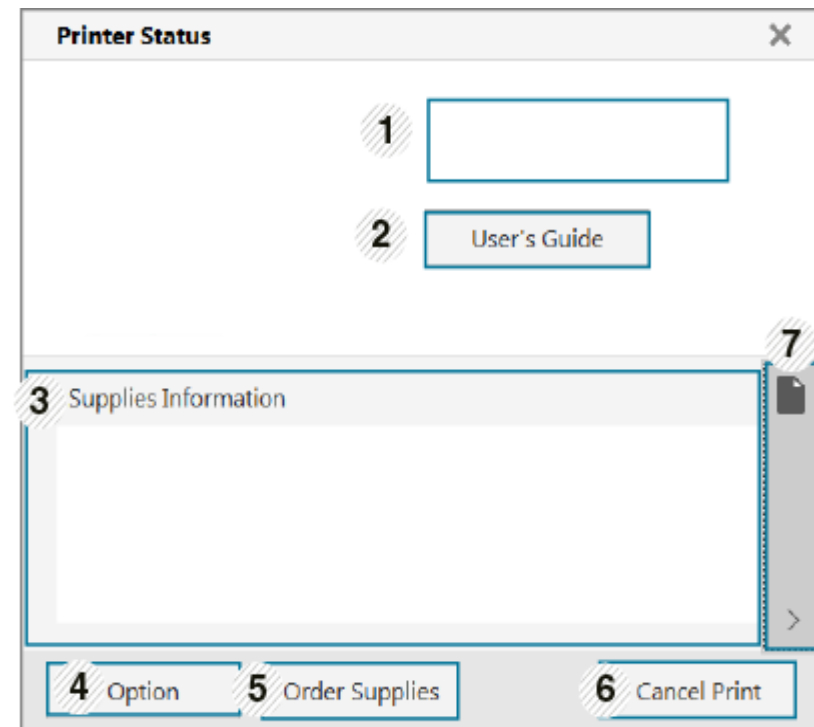 Printer Status
1
2 User's Guide
7
3 Supplies Information
4 Option 5 Order Supplies 6 Cancel Print